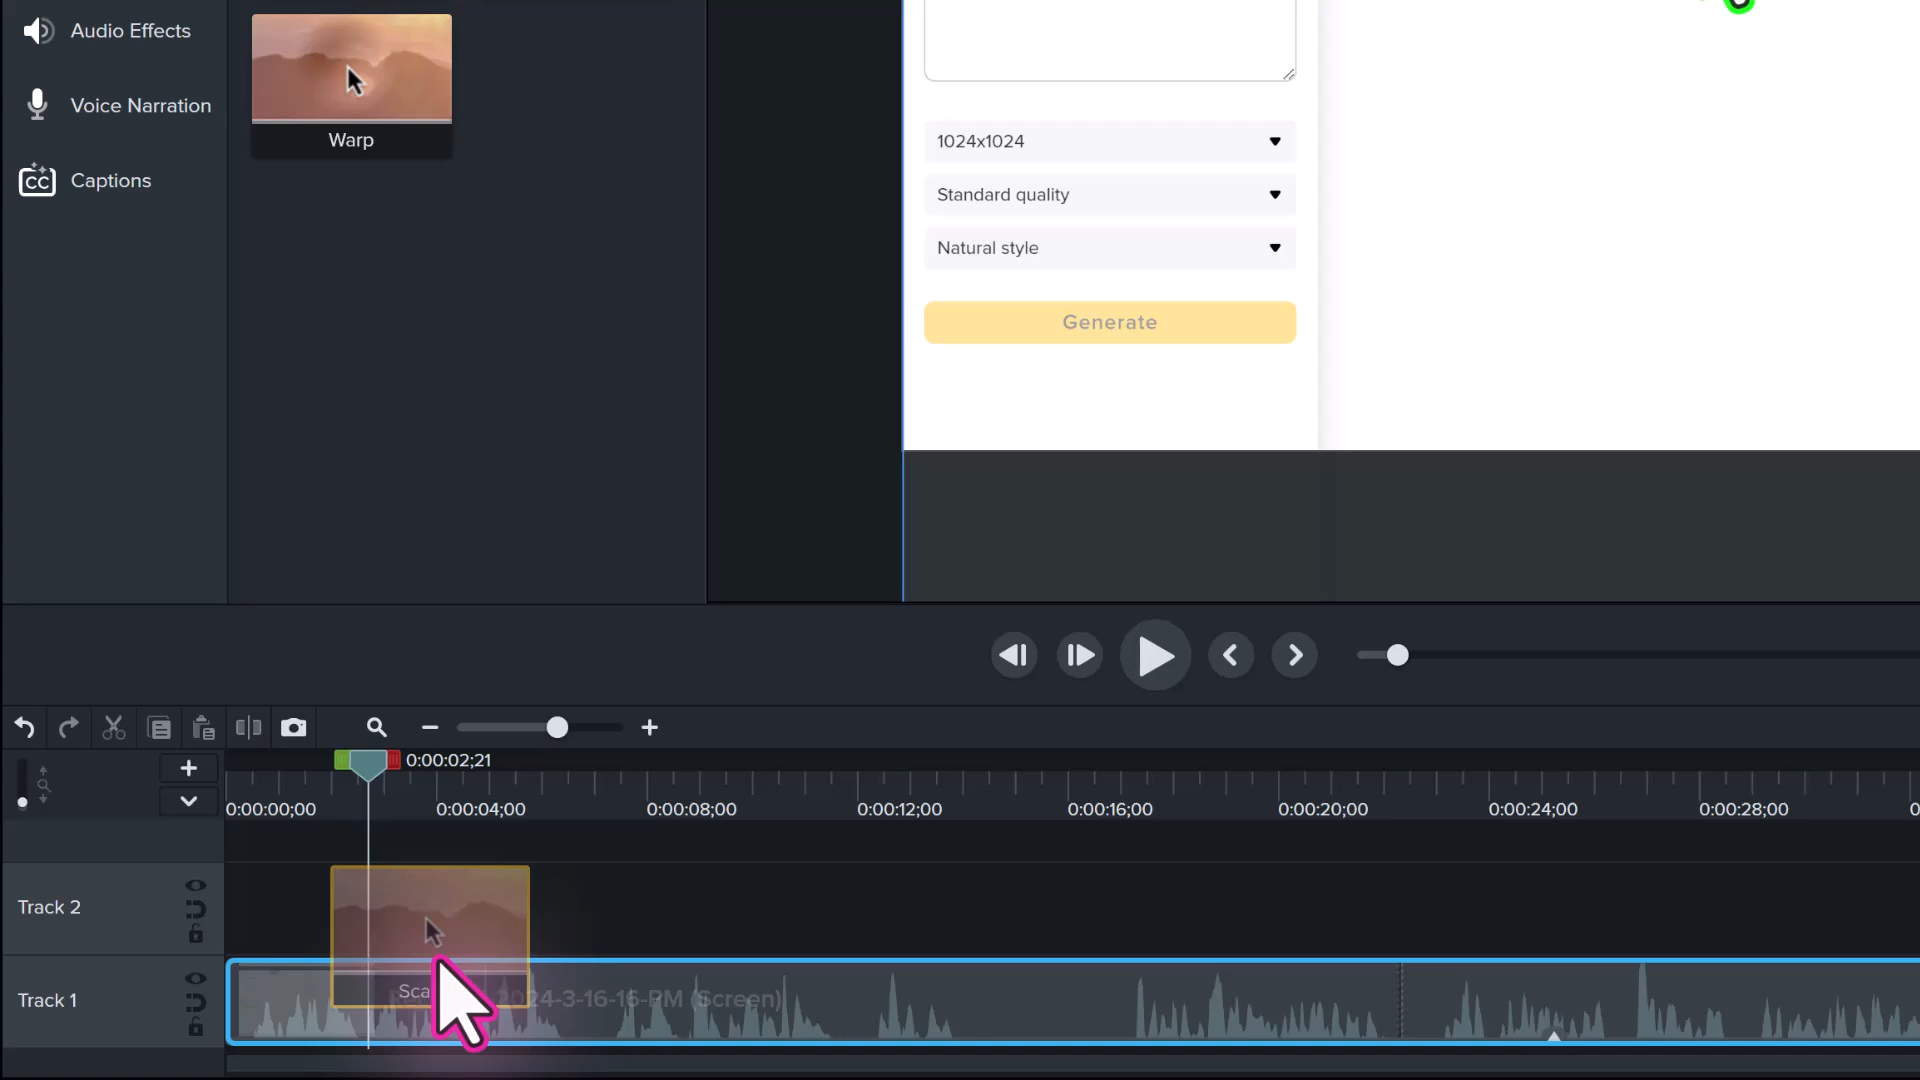 Audio Effects
Voice Narration
CC Captions
Warp
1024x1024
Standard quality
Natural style
Generate
0:00:02;21
0:00:00;00
0:00:04;00
0:00:08;00
0:00:12;00
0:00:16;00
0:00:20;00
0:00:24;00
0:00:28;00
Track 2
Track 1
Sca
2024-3-16-16-PM (Screen)